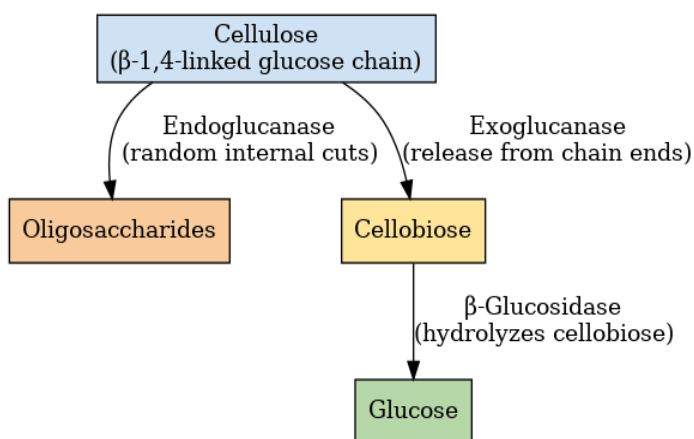 Cellulose
(β-1,4-linked glucose chain)
Endoglucanase
(random internal cuts)
Exoglucanase
(release from chain ends)
Oligosaccharides
Cellobiose
β-Glucosidase
(hydrolyzes cellobiose)
Glucose